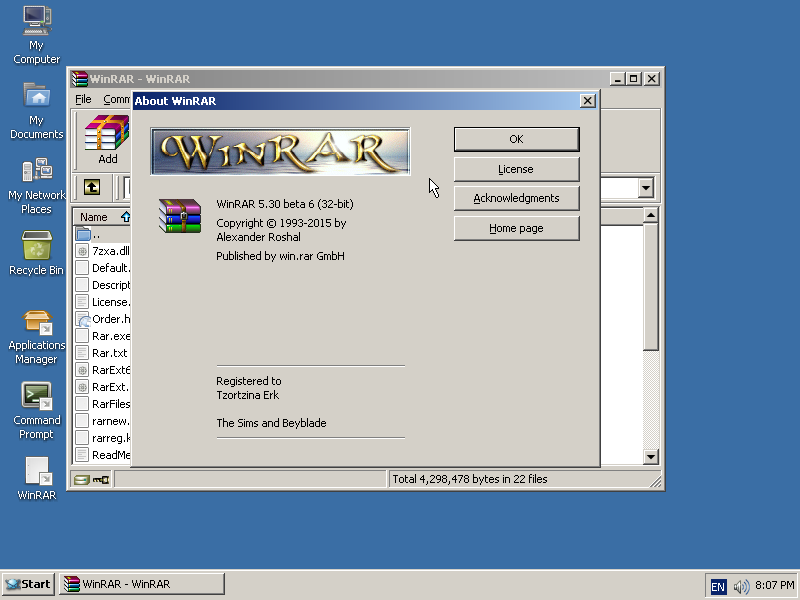 My
Computer
My
Documents
My Network
Places
Recycle Bin
Applications
Manager
Command
Prompt
WinRAR
WinRAR - WinRAR
File Comm
Add
Name
..
7zxa.dll
Default.
Descript
License.
Order.h
Rar.exe
Rar.txt
RarExt6
RarExt.
RarFiles
rarnew.
rarreg.k
ReadMe
Total 4,298,478 bytes in 22 files
About WinRAR
WINRAR
WinRAR 5.30 beta 6 (32-bit)
Copyright © 1993-2015 by
Alexander Roshal
Published by win.rar GmbH
Registered to
Tzortzina Erk
The Sims and Beyblade
OK
License
Acknowledgments
Home page
Start
WinRAR - WinRAR
EN
8:07 PM